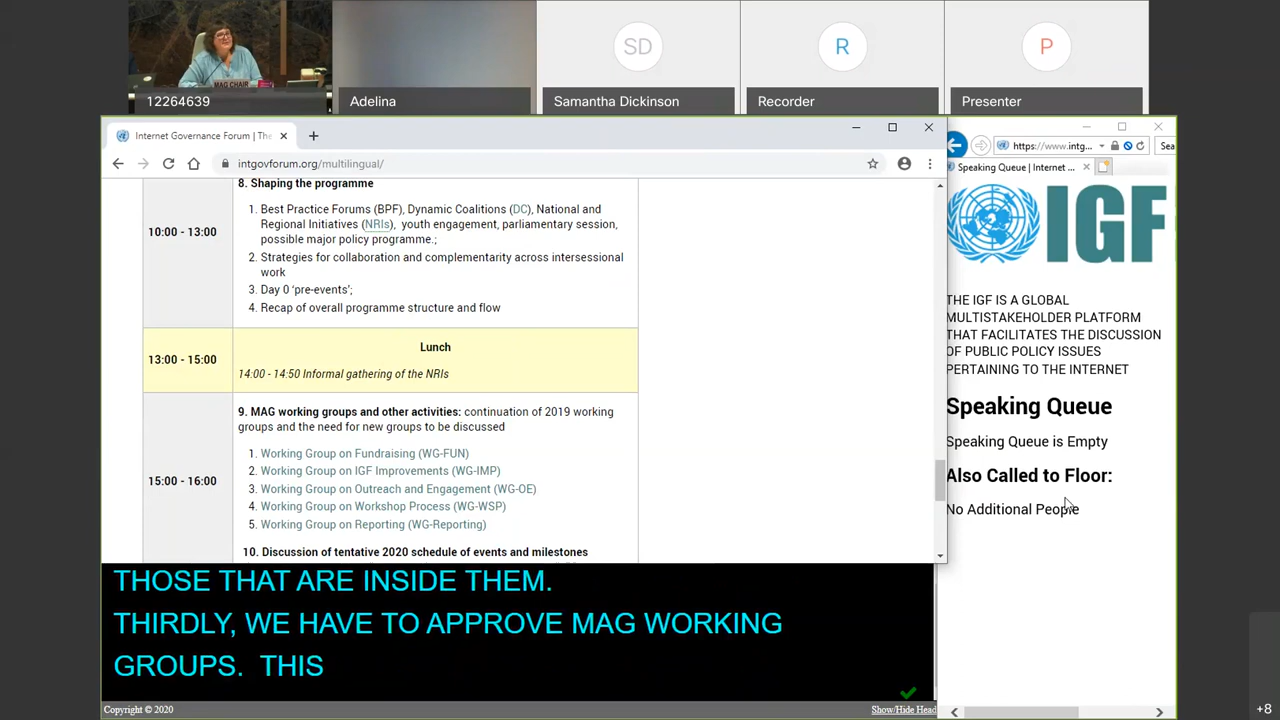 MAG CHAIR
12264639
Adelina
SD
Samantha Dickinson
R
Recorder
P
Presenter
Internet Governance Forum | The
intgovforum.org/multilingual/
8. Shaping the programme
10:00 - 13:00
1. Best Practice Forums (BPF), Dynamic Coalitions (DC), National and
Regional Initiatives (NRIs), youth engagement, parliamentary session,
possible major policy programme.;
2. Strategies for collaboration and complementarity across intersessional
work
3. Day 0 ‘pre-events’;
4. Recap of overall programme structure and flow
13:00 - 15:00
Lunch
14:00 - 14:50 Informal gathering of the NRIs
9. MAG working groups and other activities: continuation of 2019 working
groups and the need for new groups to be discussed
15:00 - 16:00
1. Working Group on Fundraising (WG-FUN)
2. Working Group on IGF Improvements (WG-IMP)
3. Working Group on Outreach and Engagement (WG-OE)
4. Working Group on Workshop Process (WG-WSP)
5. Working Group on Reporting (WG-Reporting)
10. Discussion of tentative 2020 schedule of events and milestones
https://www.intg...
Sea
Speaking Queue | Internet ...
IGF
THE IGF IS A GLOBAL
MULTISTAKEHOLDER PLATFORM
THAT FACILITATES THE DISCUSSION
OF PUBLIC POLICY ISSUES
PERTAINING TO THE INTERNET
Speaking Queue
Speaking Queue is Empty
Also Called to Floor:
No Additional People
THOSE THAT ARE INSIDE THEM.
THIRDLY, WE HAVE TO APPROVE MAG WORKING
GROUPS. THIS
Copyright © 2020
Show/Hide Head
+8